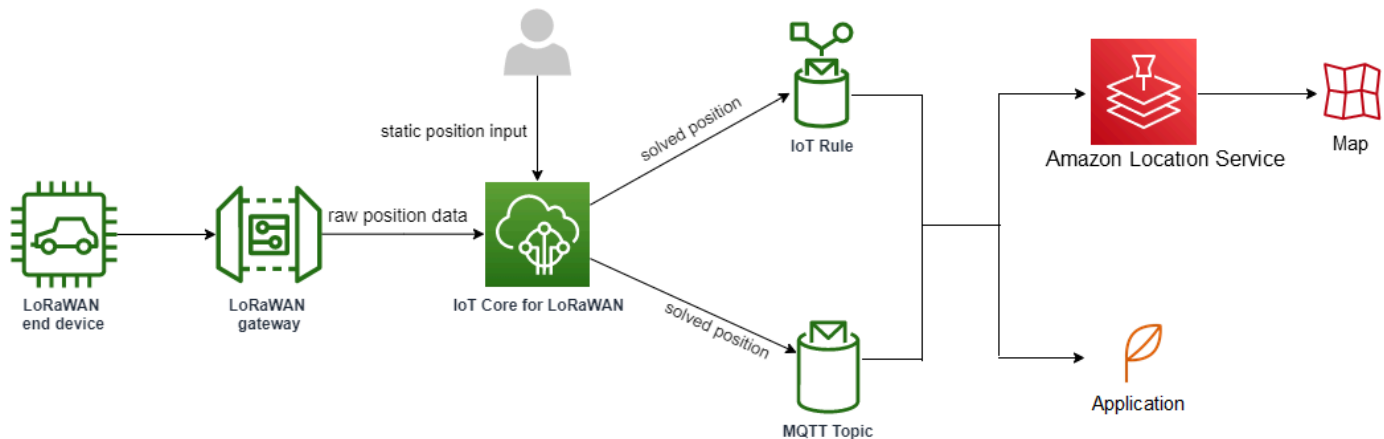 static position input
solved position
IoT Rule
Amazon Location Service
Map
raw position data
LoRaWAN
end device
LoRaWAN
gateway
IoT Core for LoRaWAN
solved position
MQTT Topic
Application